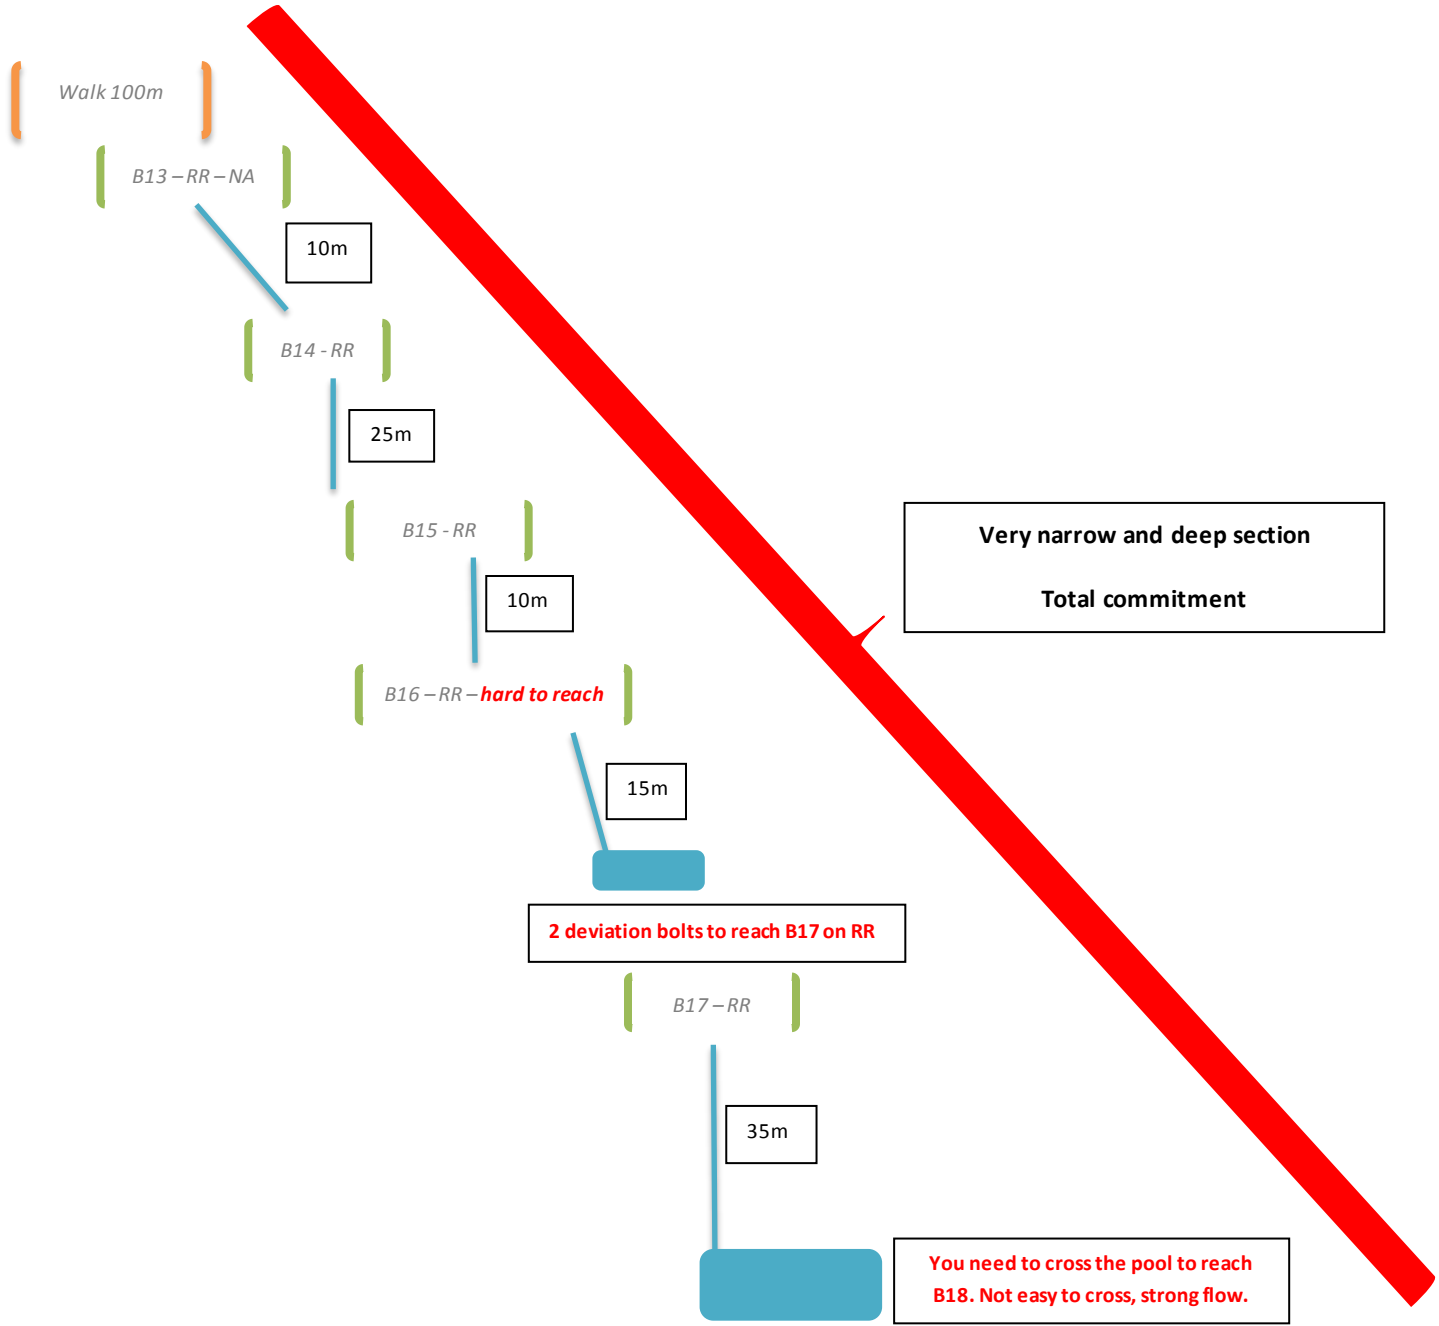 Walk 100m
B13 – RR – NA
10m
B14 - RR
25m
B15 - RR
10m
Very narrow and deep section
Total commitment
B16 – RR – hard to reach
15m
2 deviation bolts to reach B17 on RR
B17 – RR
35m
You need to cross the pool to reach
B18. Not easy to cross, strong flow.